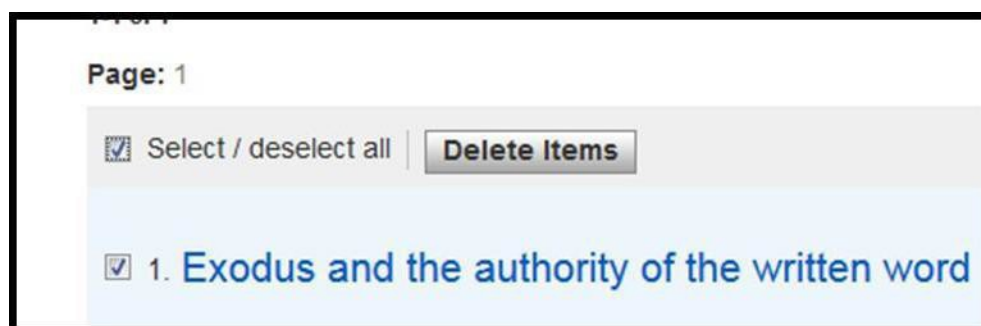 Page: 1
Select / deselect all Delete Items
1. Exodus and the authority of the written word